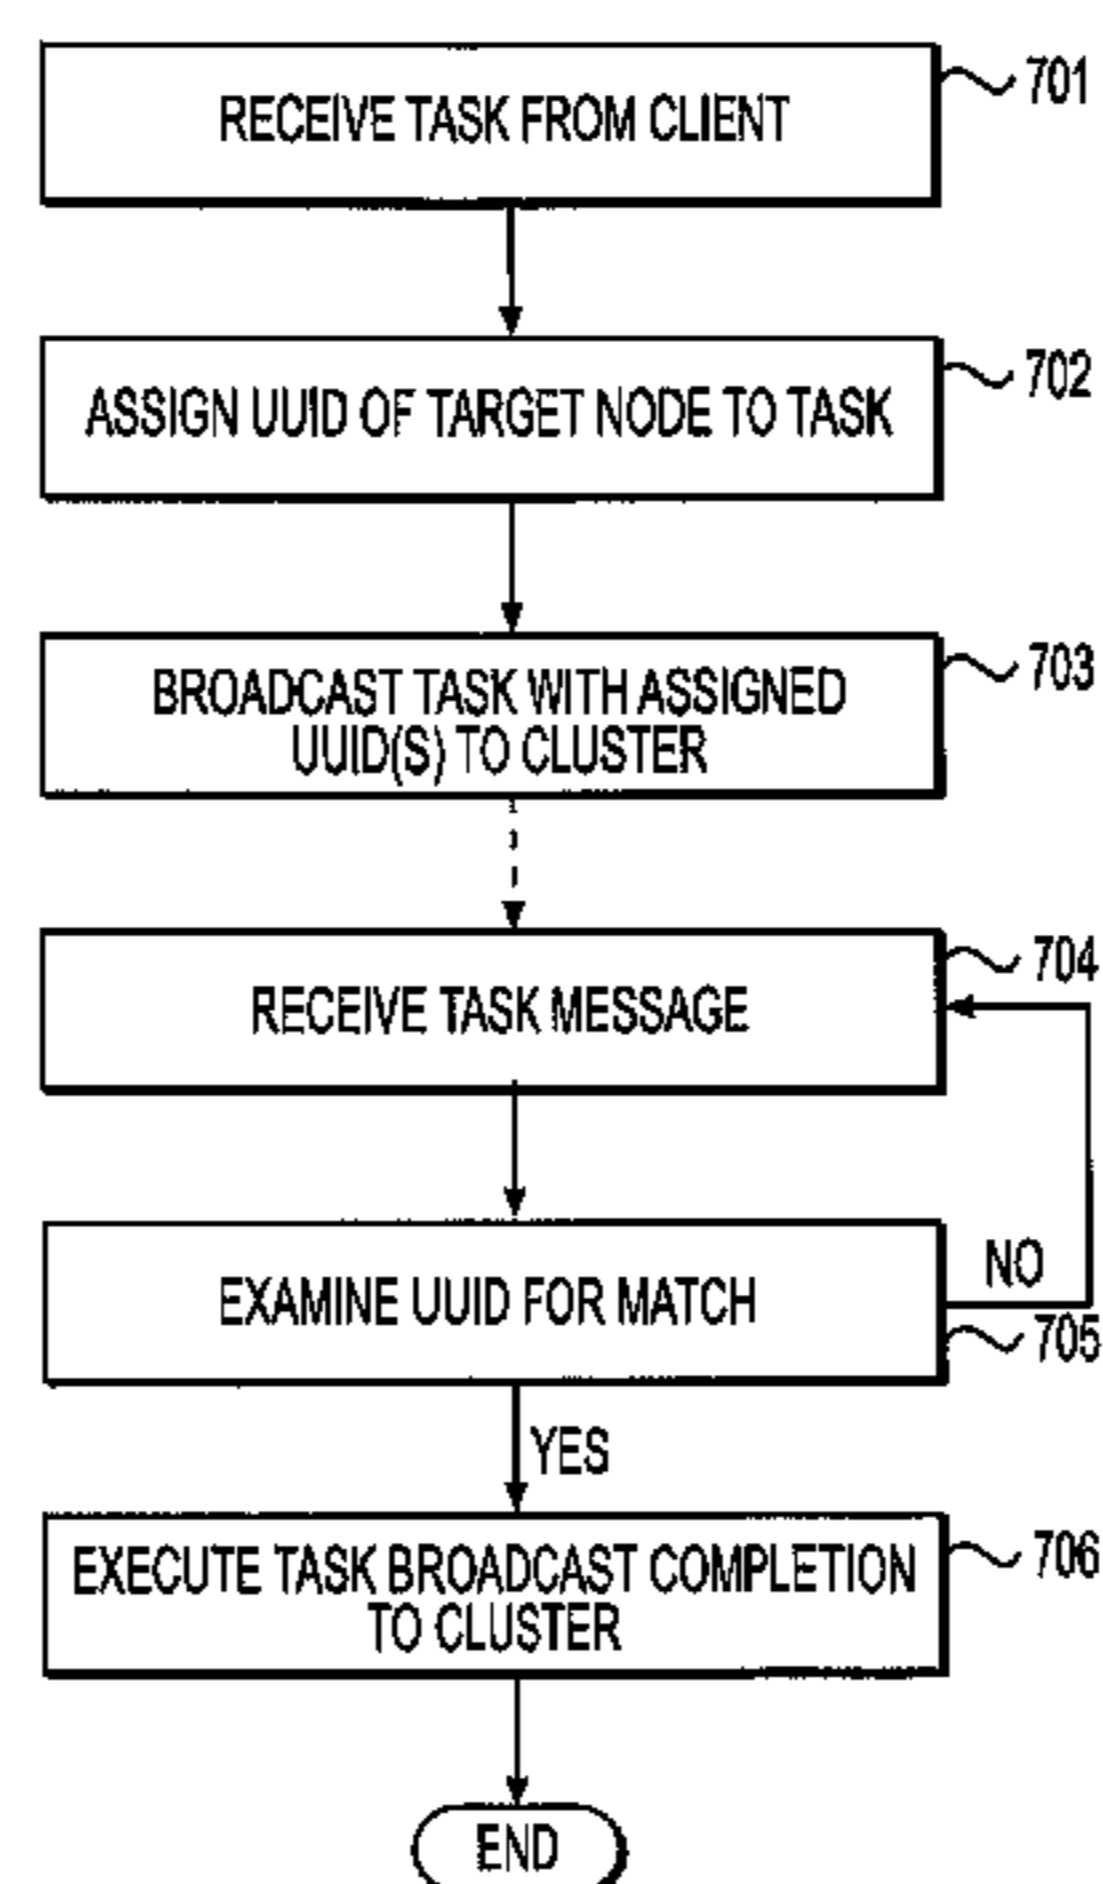 RECEIVE TASK FROM CLIENT
701
ASSIGN UUID OF TARGET NODE TO TASK
702
BROADCAST TASK WITH ASSIGNED
UUID(S) TO CLUSTER
703
RECEIVE TASK MESSAGE
704
EXAMINE UUID FOR MATCH
NO
705
YES
EXECUTE TASK BROADCAST COMPLETION
TO CLUSTER
706
END